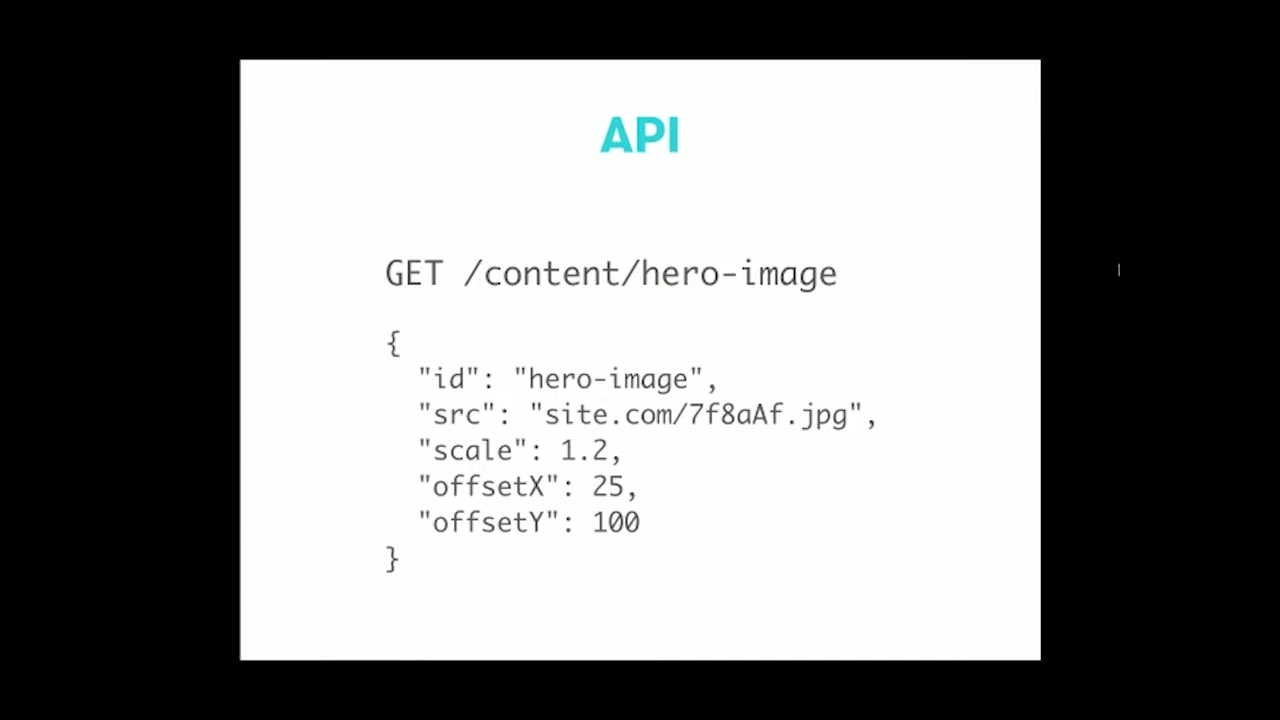 API
GET /content/hero-image
{
"id": "hero-image",
"src": "site.com/7f8aAf.jpg",
"scale": 1.2,
"offsetX": 25,
"offsetY": 100
}